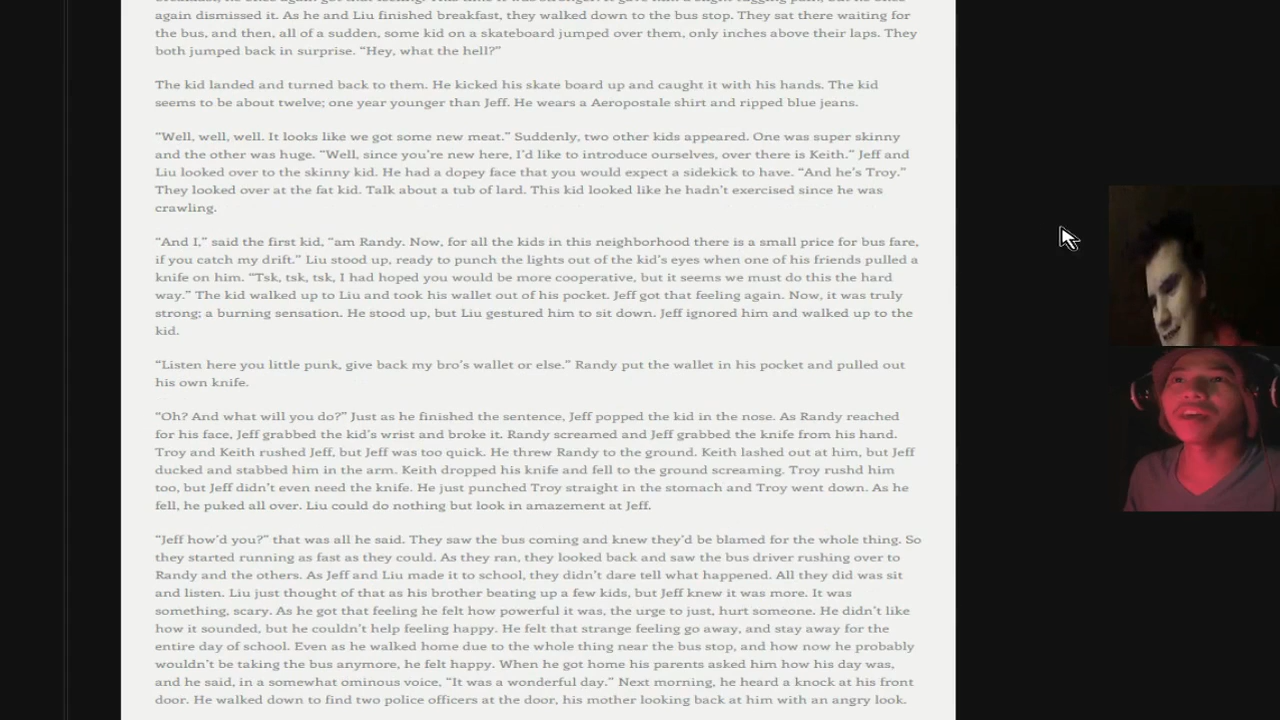 again dismissed it. As he and Liu finished breakfast, they walked down to the bus stop. They sat there waiting for
the bus, and then, all of a sudden, some kid on a skateboard jumped over them, only inches above their laps. They
both jumped back in surprise. “Hey, what the hell?”
The kid landed and turned back to them. He kicked his skate board up and caught it with his hands. The kid
seems to be about twelve; one year younger than Jeff. He wears a Aeropostale shirt and ripped blue jeans.
“Well, well, well. It looks like we got some new meat.” Suddenly, two other kids appeared. One was super skinny
and the other was huge. “Well, since you’re new here, I’d like to introduce ourselves, over there is Keith.” Jeff and
Liu looked over to the skinny kid. He had a dopey face that you would expect a sidekick to have. “And he’s Troy.”
They looked over at the fat kid. Talk about a tub of lard. This kid looked like he hadn’t exercised since he was
crawling.
“And I,” said the first kid, “am Randy. Now, for all the kids in this neighborhood there is a small price for bus fare,
if you catch my drift.” Liu stood up, ready to punch the lights out of the kid’s eyes when one of his friends pulled a
knife on him. “Tsk, tsk, tsk, I had hoped you would be more cooperative, but it seems we must do this the hard
way.” The kid walked up to Liu and took his wallet out of his pocket. Jeff got that feeling again. Now, it was truly
strong; a burning sensation. He stood up, but Liu gestured him to sit down. Jeff ignored him and walked up to the
kid.
“Listen here you little punk, give back my bro’s wallet or else.” Randy put the wallet in his pocket and pulled out
his own knife.
“Oh? And what will you do?” Just as he finished the sentence, Jeff popped the kid in the nose. As Randy reached
for his face, Jeff grabbed the kid’s wrist and broke it. Randy screamed and Jeff grabbed the knife from his hand.
Troy and Keith rushed Jeff, but Jeff was too quick. He threw Randy to the ground. Keith lashed out at him, but Jeff
ducked and stabbed him in the arm. Keith dropped his knife and fell to the ground screaming. Troy rushd him
too, but Jeff didn’t even need the knife. He just punched Troy straight in the stomach and Troy went down. As he
fell, he puked all over. Liu could do nothing but look in amazement at Jeff.
“Jeff how’d you?” that was all he said. They saw the bus coming and knew they’d be blamed for the whole thing. So
they started running as fast as they could. As they ran, they looked back and saw the bus driver rushing over to
Randy and the others. As Jeff and Liu made it to school, they didn’t dare tell what happened. All they did was sit
and listen. Liu just thought of that as his brother beating up a few kids, but Jeff knew it was more. It was
something, scary. As he got that feeling he felt how powerful it was, the urge to just, hurt someone. He didn’t like
how it sounded, but he couldn’t help feeling happy. He felt that strange feeling go away, and stay away for the
entire day of school. Even as he walked home due to the whole thing near the bus stop, and how now he probably
wouldn’t be taking the bus anymore, he felt happy. When he got home his parents asked him how his day was,
and he said, in a somewhat ominous voice, “It was a wonderful day.” Next morning, he heard a knock at his front
door. He walked down to find two police officers at the door, his mother looking back at him with an angry look.